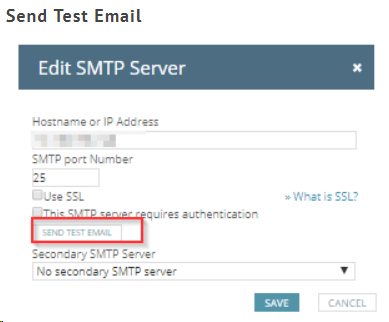 Send Test Email
Edit SMTP Server
×
Hostname or IP Address
SMTP port Number
25
Use SSL
» What is SSL?
This SMTP server requires authentication
SEND TEST EMAIL
Secondary SMTP Server
No secondary SMTP server
SAVE
CANCEL